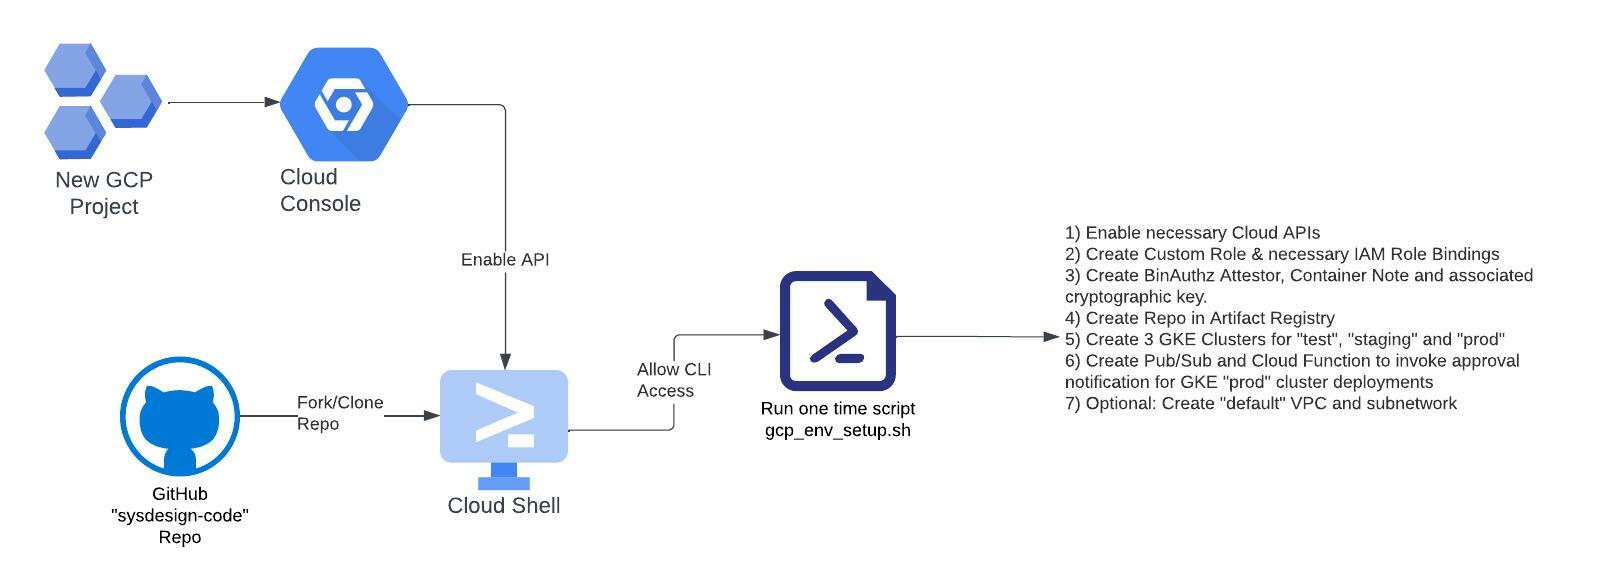 New GCP
Project
Cloud
Console
Enable API
Fork/Clone
Repo
GitHub
"sysdesign-code"
Repo
Cloud Shell
Allow CLI
Access
Run one time script
gcp_env_setup.sh
1) Enable necessary Cloud APIs
2) Create Custom Role & necessary IAM Role Bindings
3) Create BinAuthz Attestor, Container Note and associated
cryptographic key.
4) Create Repo in Artifact Registry
5) Create 3 GKE Clusters for "test", "staging" and "prod"
6) Create Pub/Sub and Cloud Function to invoke approval
notification for GKE "prod" cluster deployments
7) Optional: Create "default" VPC and subnetwork